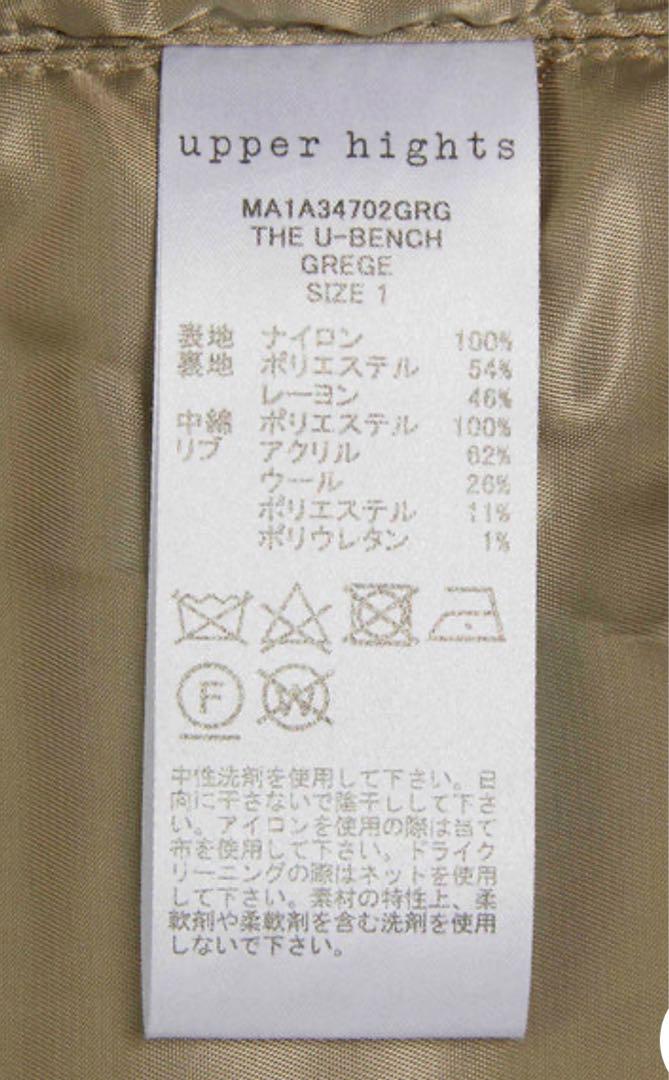 upper hights
MA1A34702GRG
THE U-BENCH
GREGE
SIZE 1
表地 ナイロン 100%
裏地 ポリエステル 54%
レーヨン 46%
中綿 ポリエステル 100%
リブ アクリル 62%
ウール 26%
ポリエステル 11%
ポリウレタン 1%
F
W
中性洗剤を使用して下さい。日
向に干さないで陰干しして下さ
い。アイロンを使用の際は当て
布を使用して下さい。ドライク
リーニングの際はネットを使用
して下さい。素材の特性上、柔
軟剤や柔軟剤を含む洗剤を使用
しないで下さい。